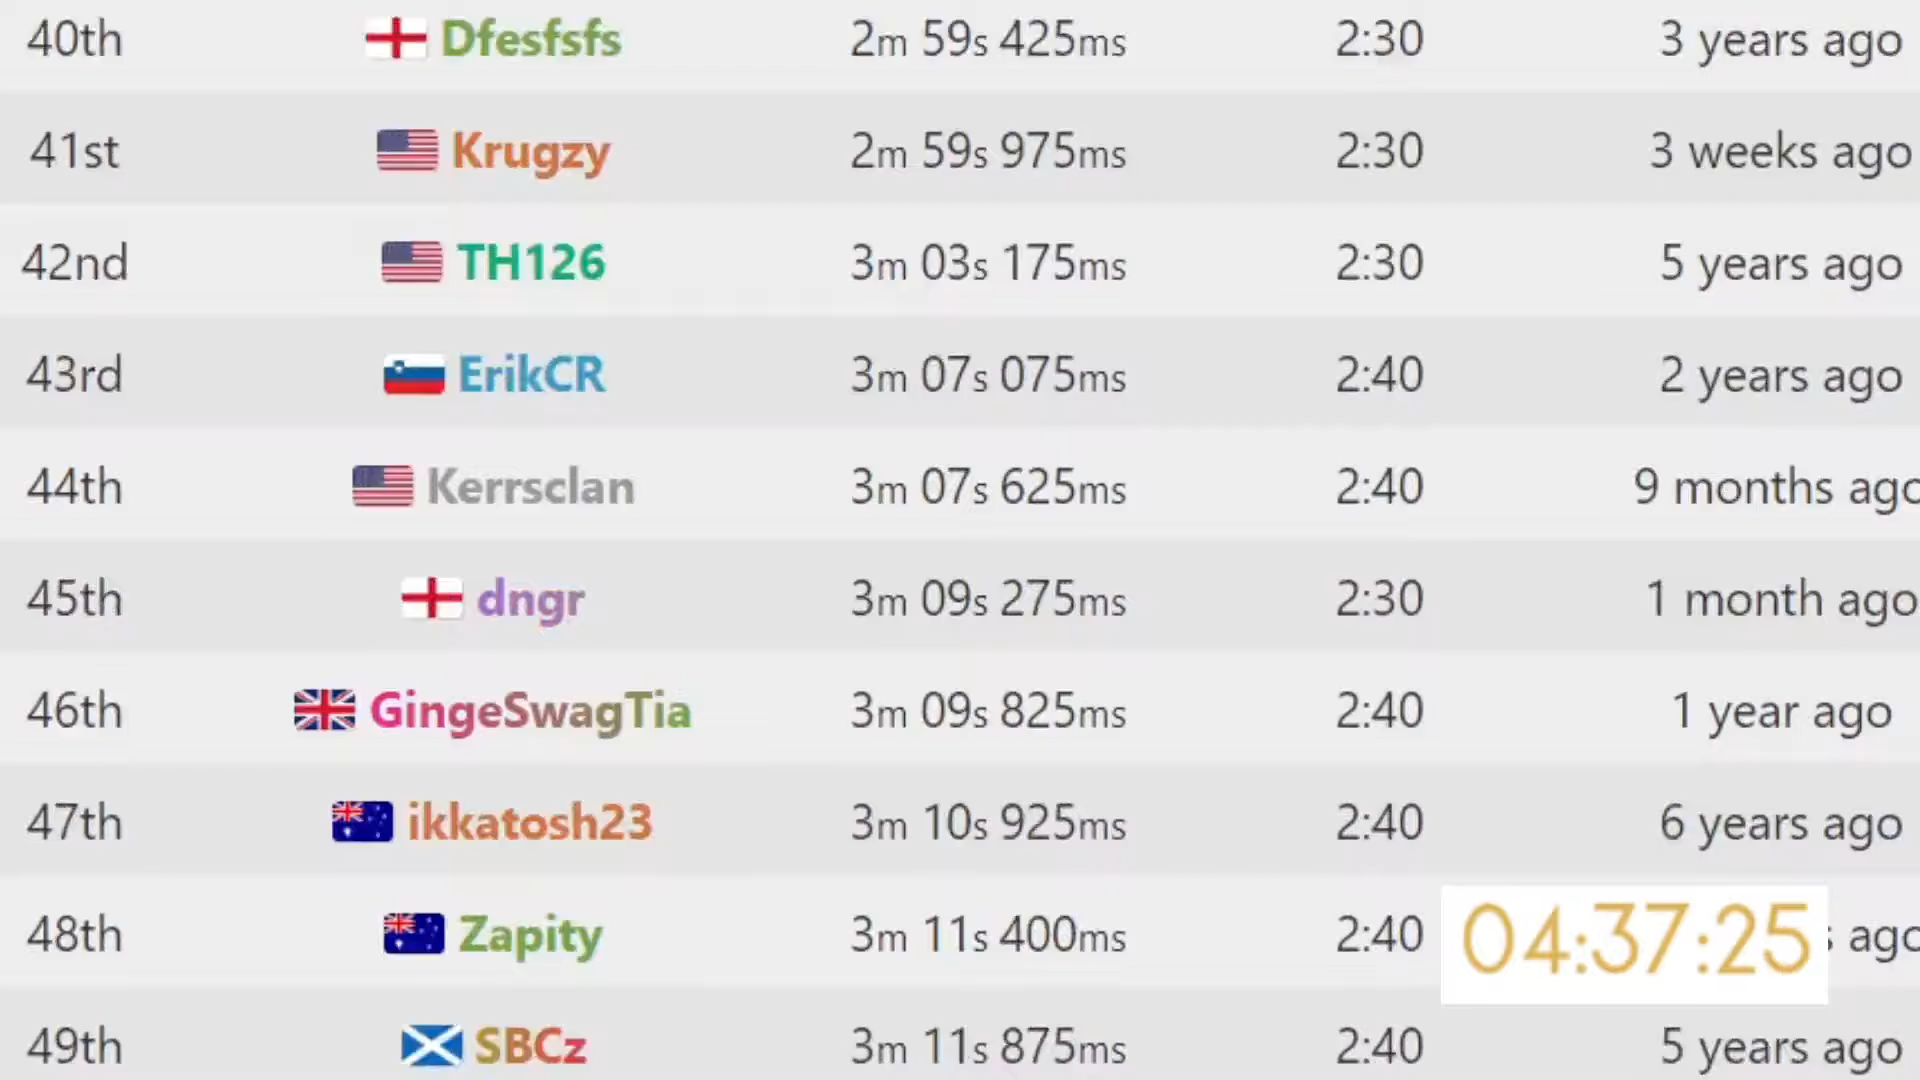 40th Dfesfsfs 2m 59s 425ms 2:30 3 years ago
41st Krugzy 2m 59s 975ms 2:30 3 weeks ago
42nd TH126 3m 03s 175ms 2:30 5 years ago
43rd ErikCR 3m 07s 075ms 2:40 2 years ago
44th Kerrsclan 3m 07s 625ms 2:40 9 months ago
45th dngr 3m 09s 275ms 2:30 1 month ago
46th GingeSwagTia 3m 09s 825ms 2:40 1 year ago
47th ikkatosh23 3m 10s 925ms 2:40 6 years ago
48th Zapity 3m 11s 400ms 2:40 ago
04:37:25
49th SBCz 3m 11s 875ms 2:40 5 years ago